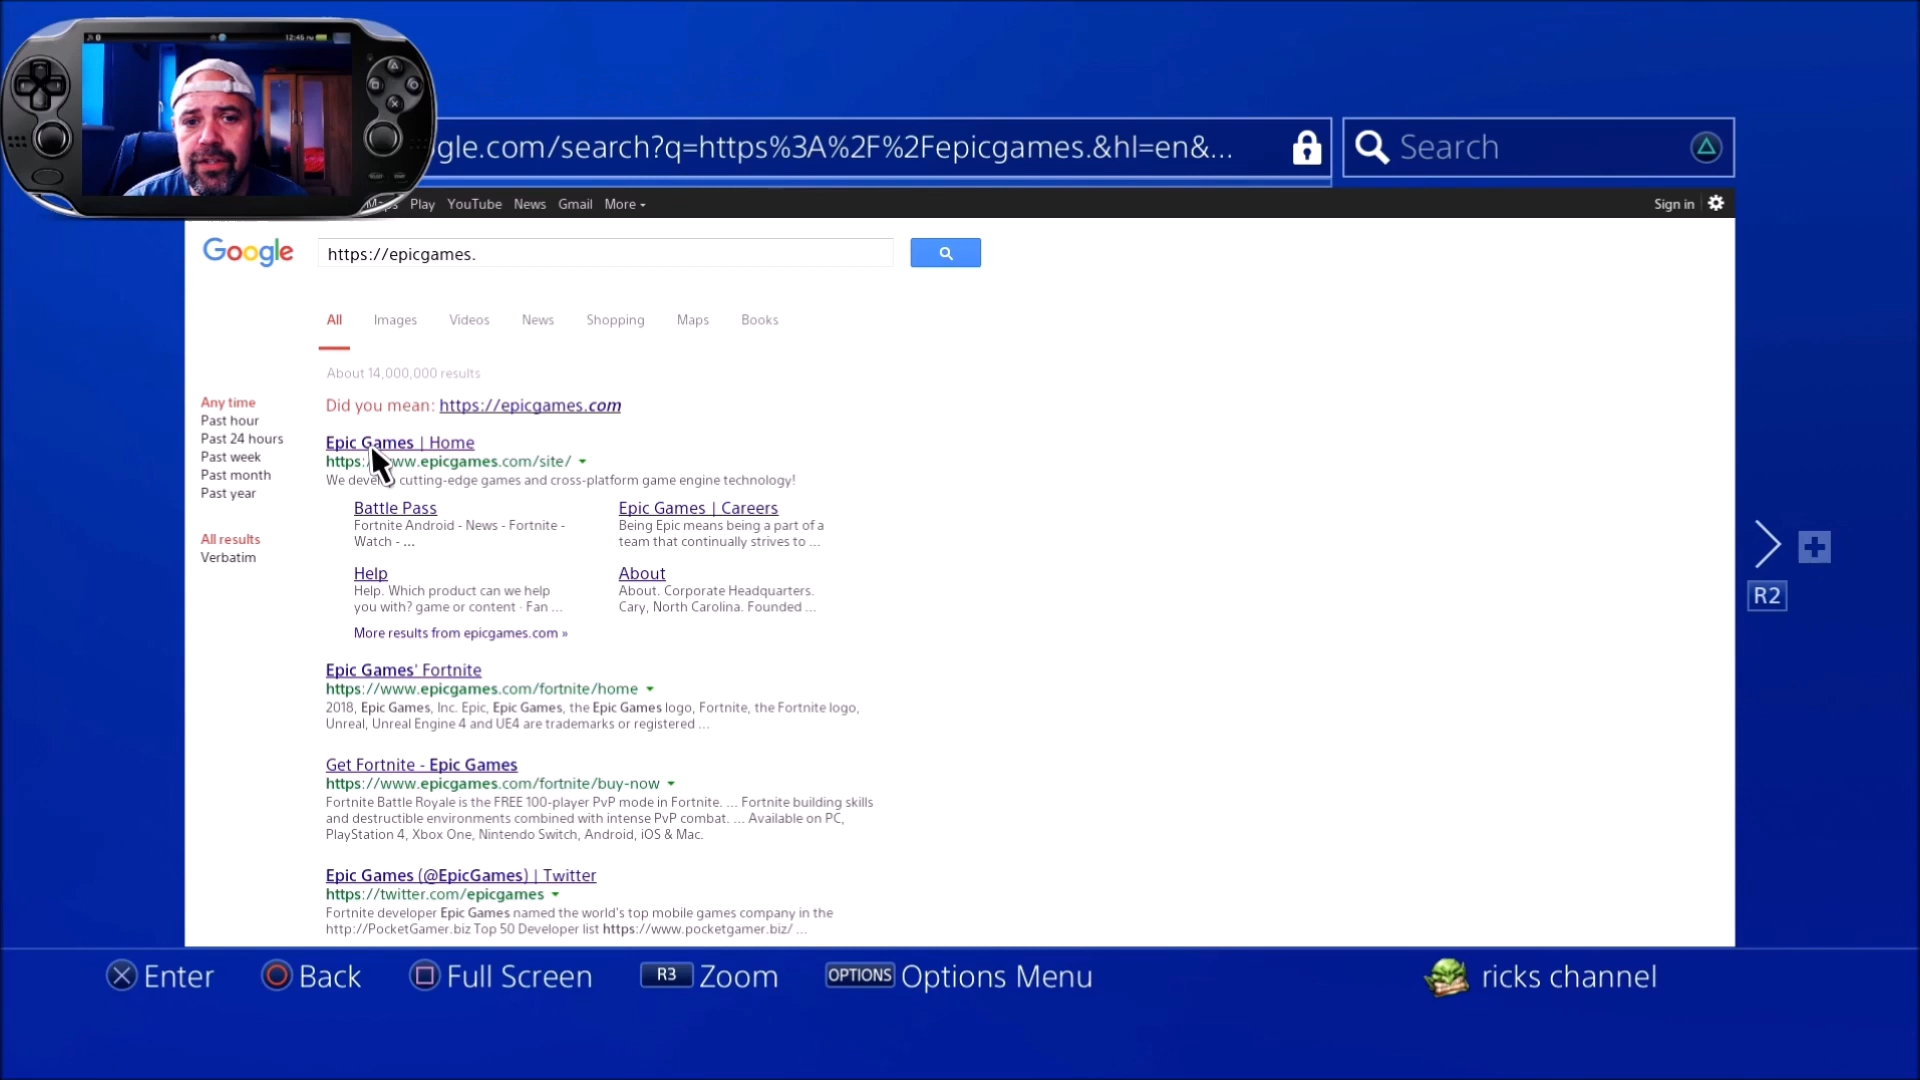 12:45 PM
gle.com/search?q=https%3A%2F%2Fepicgames.&hl=en&...
Search
Maps Play YouTube News Gmail More
Sign in
Google
https://epicgames.
All Images Videos News Shopping Maps Books
About 14,000,000 results
Did you mean: https://epicgames.com
Any time
Past hour
Past 24 hours
Past week
Past month
Past year
All results
Verbatim
Epic Games | Home
https: ww.epicgames.com/site/
We deve cutting-edge games and cross-platform game engine technology!
Battle Pass
Fortnite Android - News - Fortnite -
Watch - ...
Epic Games | Careers
Being Epic means being a part of a
team that continually strives to ...
Help
Help. Which product can we help
you with? game or content · Fan ...
About
About. Corporate Headquarters.
Cary, North Carolina. Founded ...
More results from epicgames.com »
Epic Games' Fortnite
https://www.epicgames.com/fortnite/home
2018, Epic Games, Inc. Epic, Epic Games, the Epic Games logo, Fortnite, the Fortnite logo,
Unreal, Unreal Engine 4 and UE4 are trademarks or registered ...
Get Fortnite - Epic Games
https://www.epicgames.com/fortnite/buy-now
Fortnite Battle Royale is the FREE 100-player PvP mode in Fortnite. ... Fortnite building skills
and destructible environments combined with intense PvP combat. ... Available on PC,
PlayStation 4, Xbox One, Nintendo Switch, Android, iOS & Mac.
Epic Games (@EpicGames) | Twitter
https://twitter.com/epicgames
Fortnite developer Epic Games named the world's top mobile games company in the
http://PocketGamer.biz Top 50 Developer list https://www.pocketgamer.biz/ ...
R2
Enter Back Full Screen R3 Zoom OPTIONS Options Menu
ricks channel